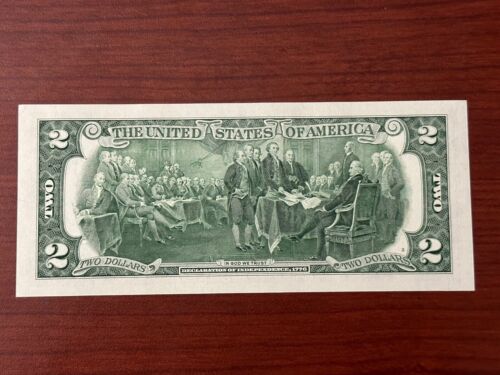 2 THE UNITED STATES OF AMERICA 2
TWO TWO
2 TWO DOLLARS IN GOD WE TRUST TWO DOLLARS 2
DECLARATION OF INDEPENDENCE, 1776